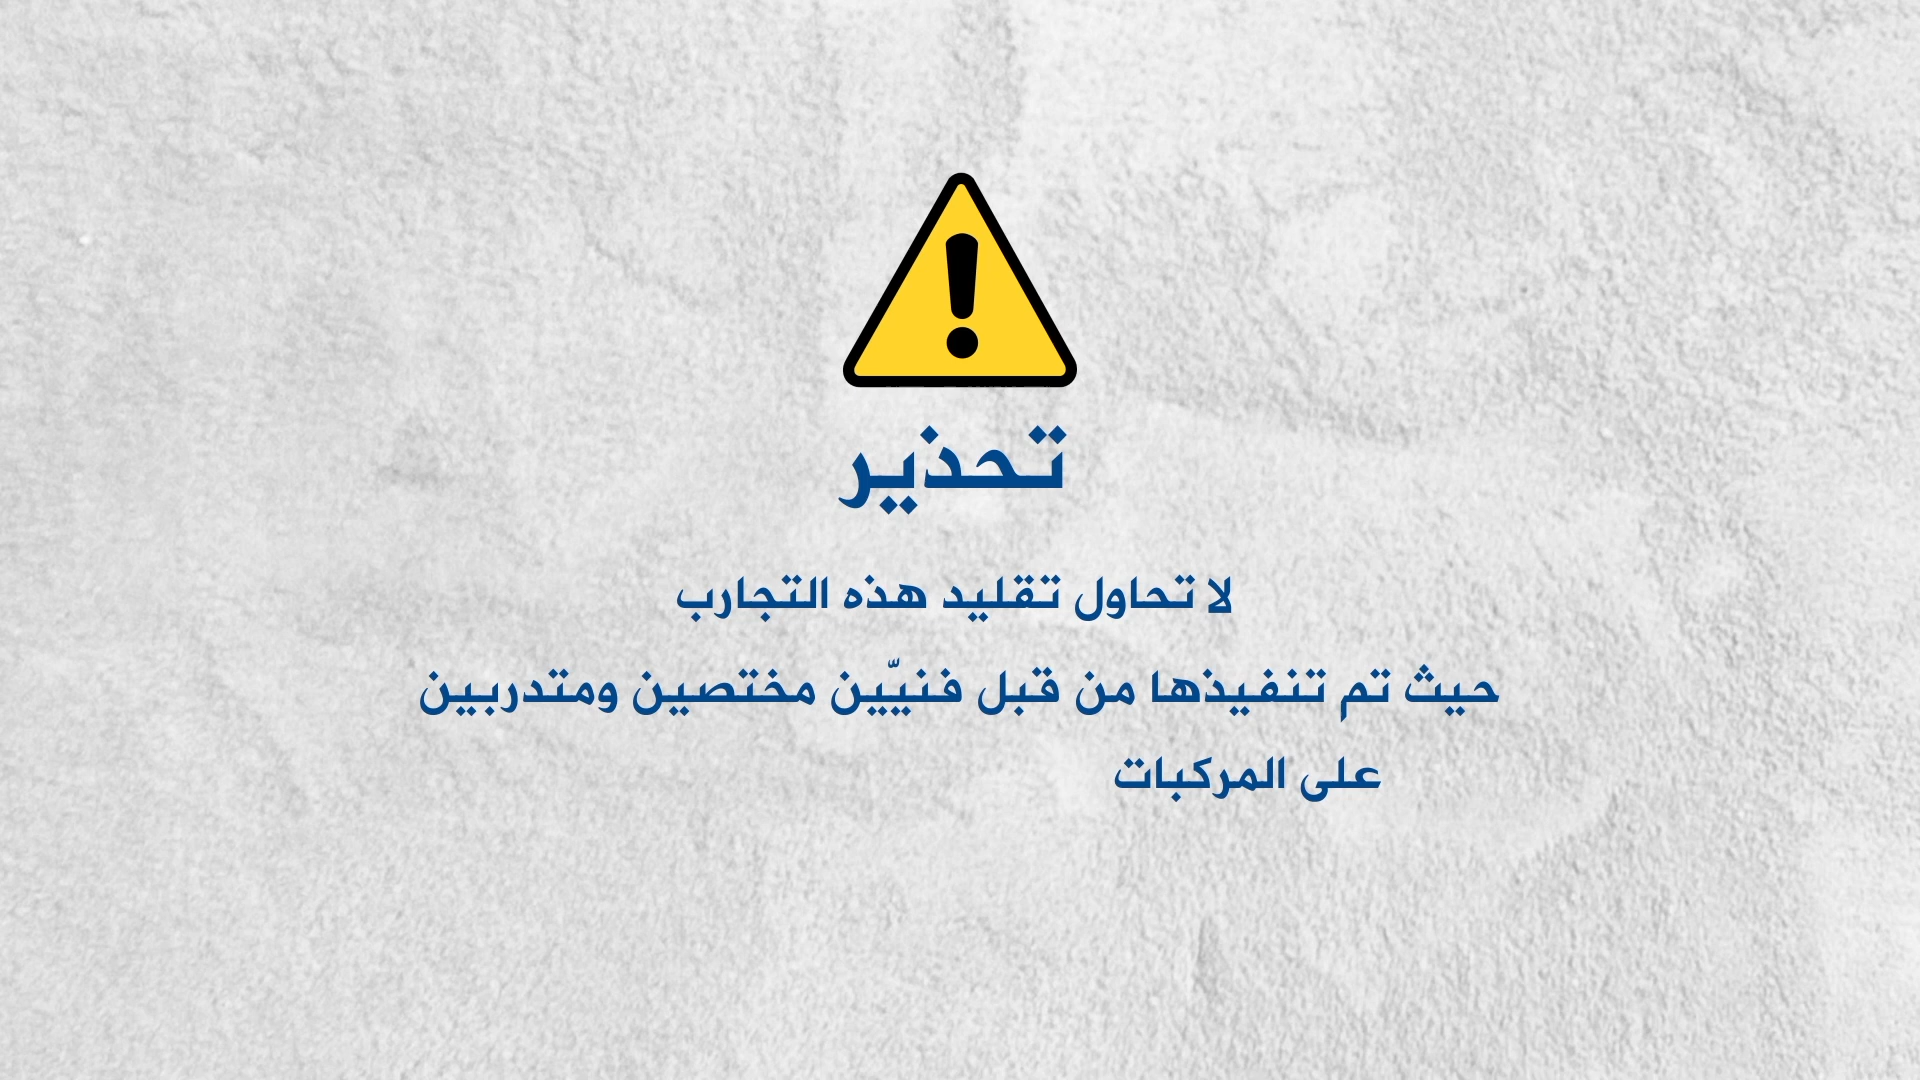 تحذير
لا تحاول تقليد هذه التجارب
حيث تم تنفيذها من قبل فنيّين مختصين ومتدربين
على المركبات